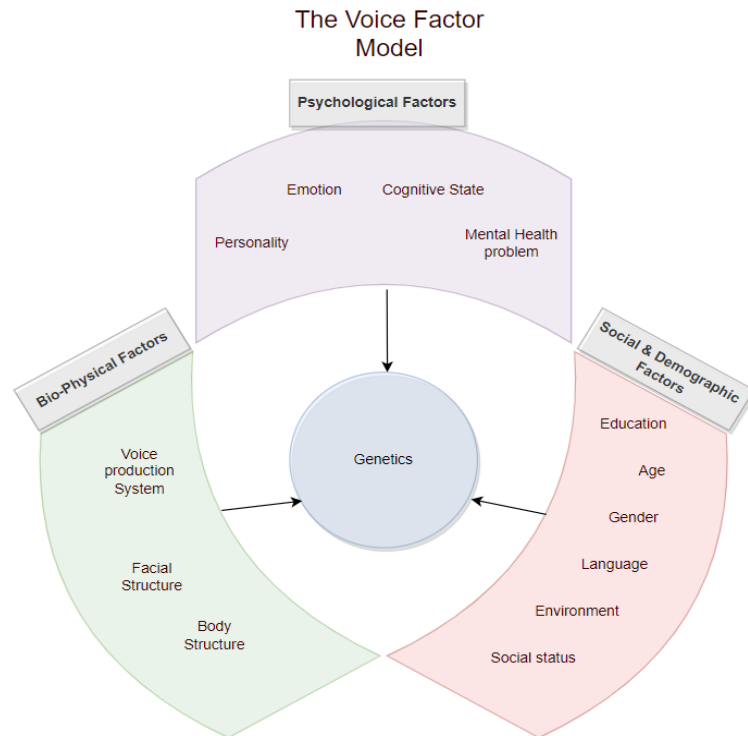 The Voice Factor
Model
Psychological Factors
Emotion
Cognitive State
Personality
Mental Health
problem
Bio-Physical Factors
Voice
production
System
Facial
Structure
Body
Structure
Genetics
Social & Demographic
Factors
Education
Age
Gender
Language
Environment
Social status